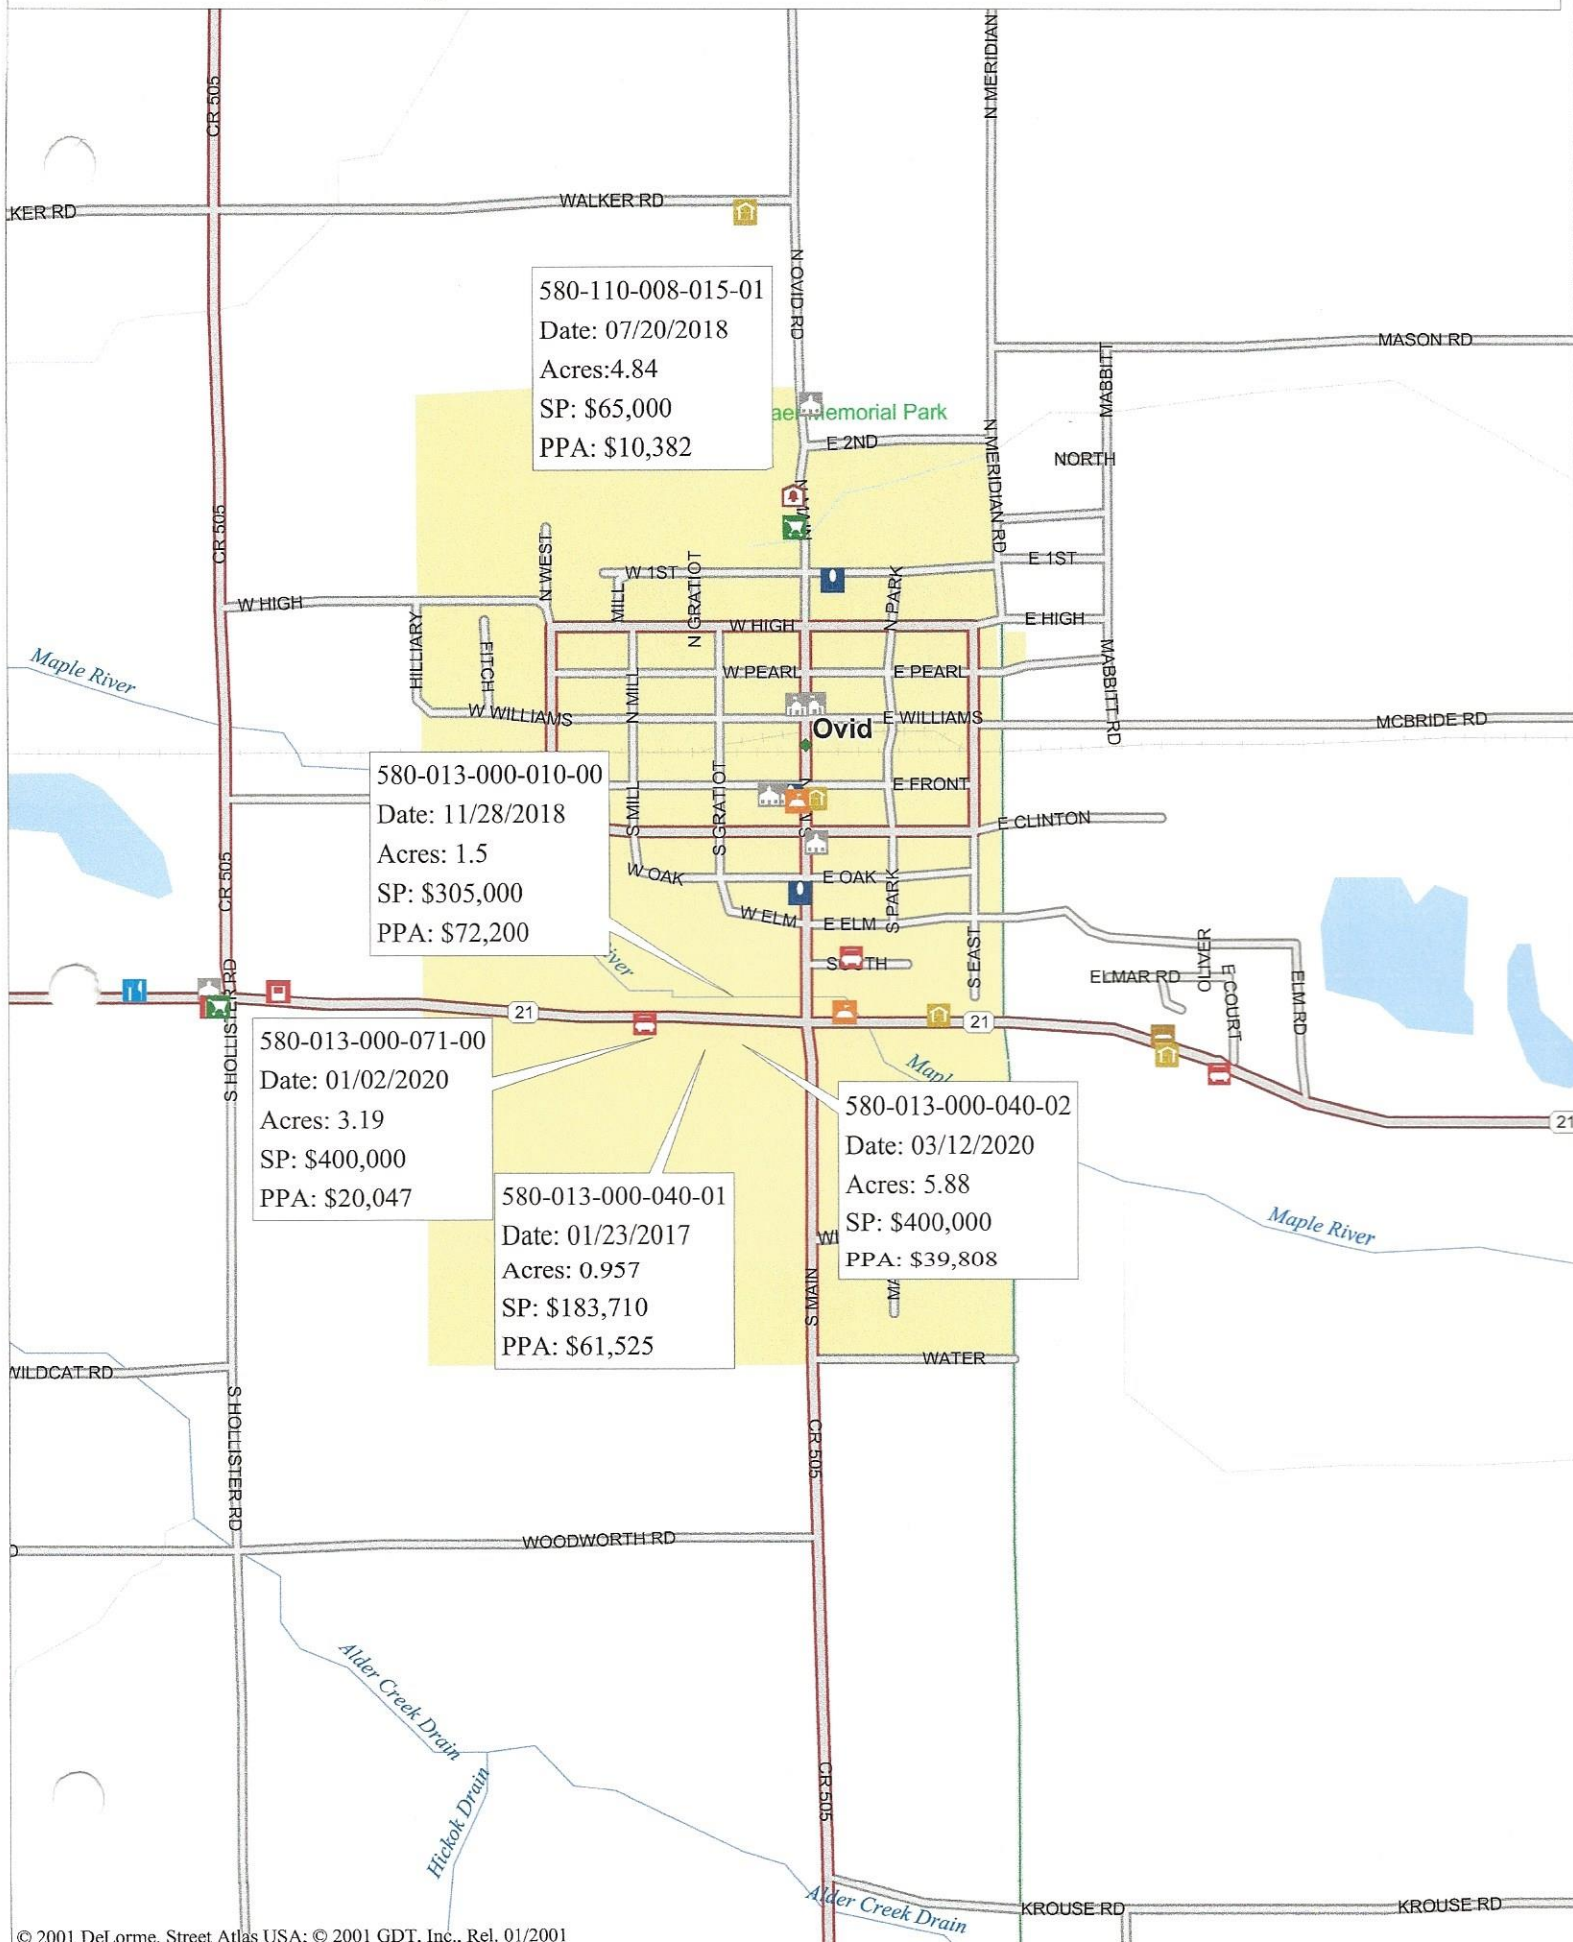 CR 505
N MERIDIAN
KER RD
WALKER RD
N OVID RD
580-110-008-015-01
Date: 07/20/2018
Acres:4.84
SP: $65,000
PPA: $10,382
MASON RD
MABBITT
Memorial Park
E 2ND
NORTH
N MERIDIAN RD
CR 505
E 1ST
W 1ST
N WEST
MILL
N GRATIOT
N PARK
W HIGH
W HIGH
E HIGH
HILLIARY
FITCH
Maple River
W PEARL
E PEARL
MABBITT RD
N MILL
W WILLIAMS
E WILLIAMS
MCBRIDE RD
Ovid
580-013-000-010-00
Date: 11/28/2018
Acres: 1.5
SP: $305,000
PPA: $72,200
E FRONT
S MILL
S GRATIOT
E CLINTON
CR 505
W OAK
E OAK
S PARK
W ELM
E ELM
S EAST
SOUTH
OLIVER
ELMAR RD
E COURT
ELM RD
S HOLLISTER RD
21
21
21
580-013-000-071-00
Date: 01/02/2020
Acres: 3.19
SP: $400,000
PPA: $20,047
580-013-000-040-02
Date: 03/12/2020
Acres: 5.88
SP: $400,000
PPA: $39,808
580-013-000-040-01
Date: 01/23/2017
Acres: 0.957
SP: $183,710
PPA: $61,525
Maple River
S MAIN
WATER
WILDCAT RD
S HOLLISTER RD
CR 505
WOODWORTH RD
Alder Creek Drain
Hickok Drain
CR 505
Alder Creek Drain
KROUSE RD
KROUSE RD
© 2001 DeLorme. Street Atlas USA; © 2001 GDT, Inc., Rel. 01/2001